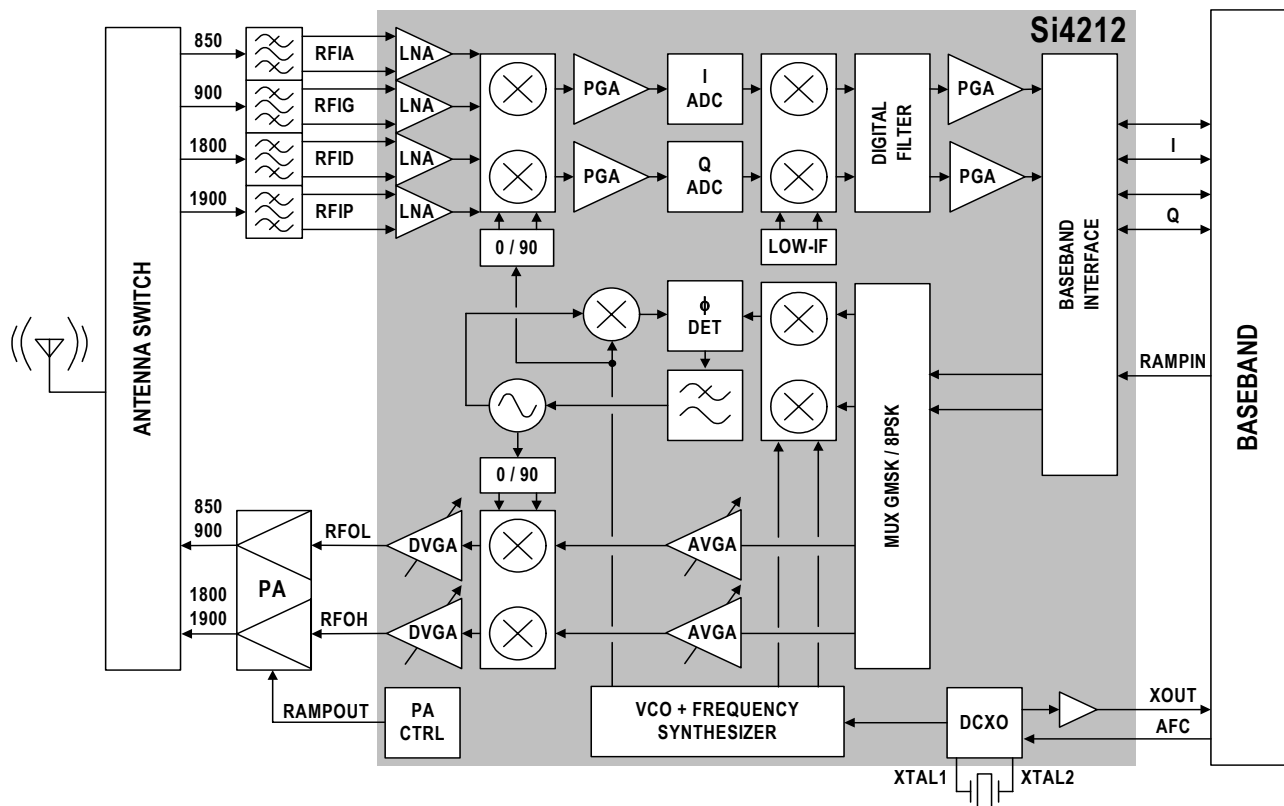 Si4212
850
RFIA
LNA
900
RFIG
LNA
1800
RFID
LNA
1900
RFIP
LNA
PGA
I
ADC
PGA
Q
ADC
DIGITAL
FILTER
PGA
PGA
0 / 90
LOW-IF
I
Q
BASEBAND
INTERFACE
ANTENNA SWITCH
ϕ
DET
MUX GMSK / 8PSK
RAMPIN
BASEBAND
0 / 90
850
900
RFOL
DVGA
AVGA
PA
1800
1900
RFOH
DVGA
AVGA
RAMPOUT
PA
CTRL
VCO + FREQUENCY
SYNTHESIZER
DCXO
XOUT
AFC
XTAL1
XTAL2